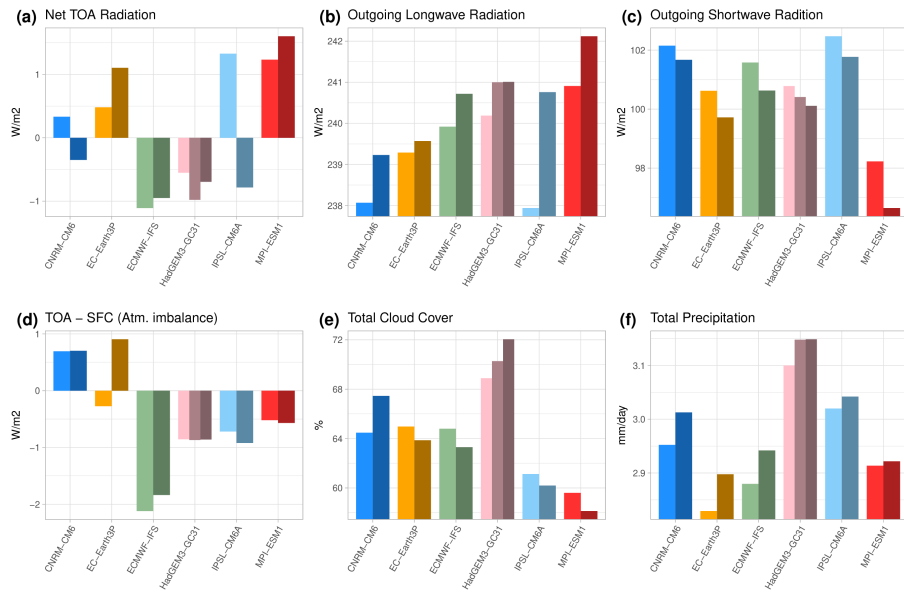 (a) Net TOA Radiation
W/m2
1
0
−1
CNRM−CM6
EC−Earth3P
ECMWF−IFS
HadGEM3−GC31
IPSL−CM6A
MPI−ESM1
(b) Outgoing Longwave Radiation
W/m2
242
241
240
239
238
CNRM−CM6
EC−Earth3P
ECMWF−IFS
HadGEM3−GC31
IPSL−CM6A
MPI−ESM1
(c) Outgoing Shortwave Radition
W/m2
102
100
98
CNRM−CM6
EC−Earth3P
ECMWF−IFS
HadGEM3−GC31
IPSL−CM6A
MPI−ESM1
(d) TOA − SFC (Atm. imbalance)
W/m2
1
0
−1
−2
CNRM−CM6
EC−Earth3P
ECMWF−IFS
HadGEM3−GC31
IPSL−CM6A
MPI−ESM1
(e) Total Cloud Cover
%
72
68
64
60
CNRM−CM6
EC−Earth3P
ECMWF−IFS
HadGEM3−GC31
IPSL−CM6A
MPI−ESM1
(f) Total Precipitation
mm/day
3.1
3.0
2.9
CNRM−CM6
EC−Earth3P
ECMWF−IFS
HadGEM3−GC31
IPSL−CM6A
MPI−ESM1